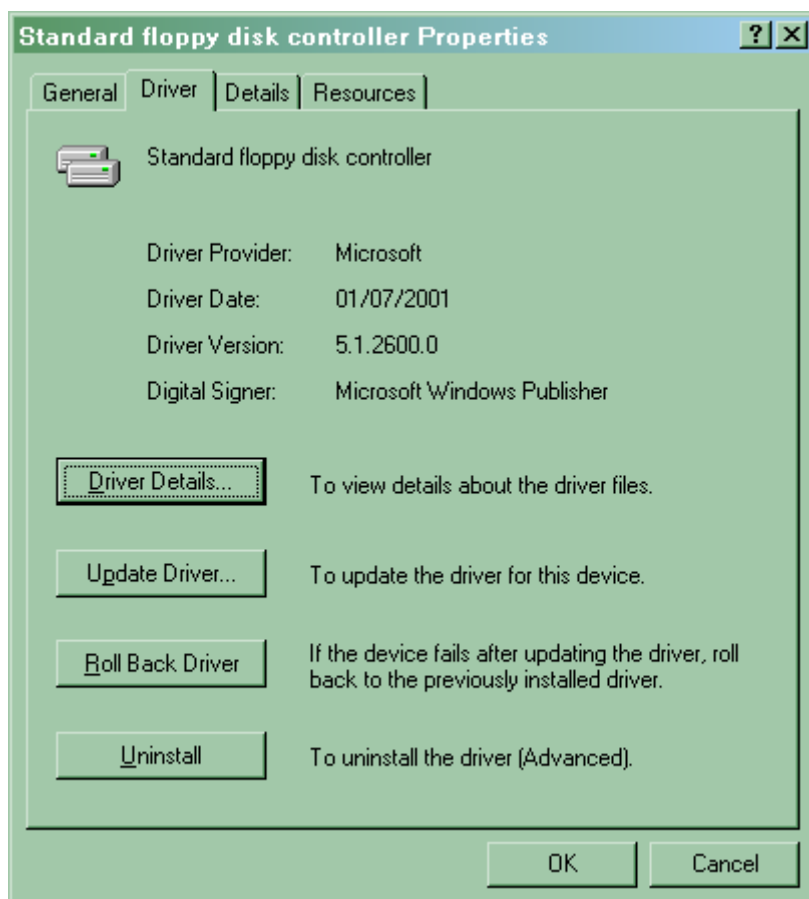 Standard floppy disk controller Properties
General Driver Details Resources
Standard floppy disk controller
Driver Provider: Microsoft
Driver Date: 01/07/2001
Driver Version: 5.1.2600.0
Digital Signer: Microsoft Windows Publisher
Driver Details... To view details about the driver files.
Update Driver... To update the driver for this device.
Roll Back Driver If the device fails after updating the driver, roll
back to the previously installed driver.
Uninstall To uninstall the driver (Advanced).
OK Cancel